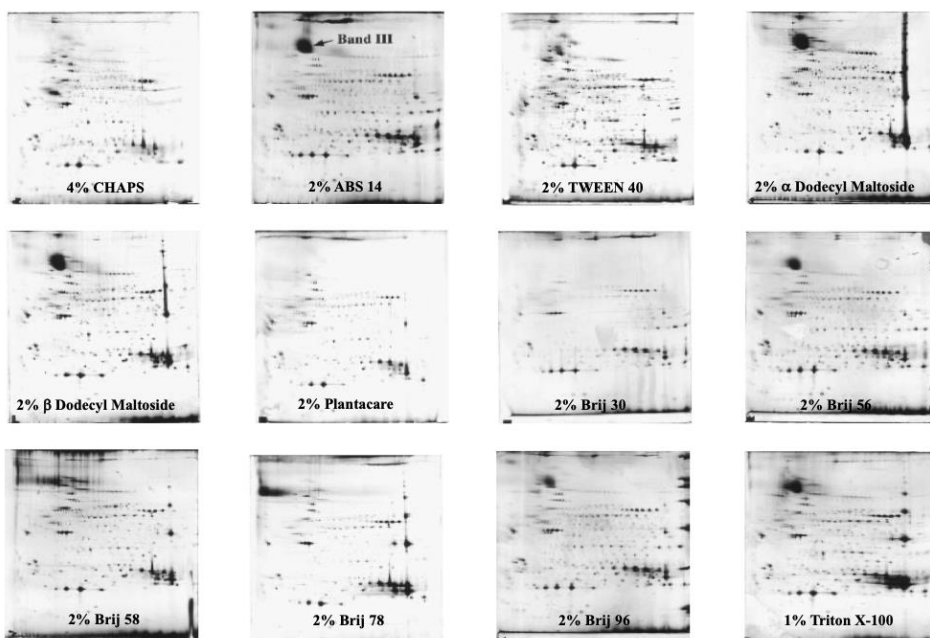 Band III
4% CHAPS
2% ABS 14
2% TWEEN 40
2% α Dodecyl Maltoside
2% β Dodecyl Maltoside
2% Plantacare
2% Brij 30
2% Brij 56
2% Brij 58
2% Brij 78
2% Brij 96
1% Triton X-100